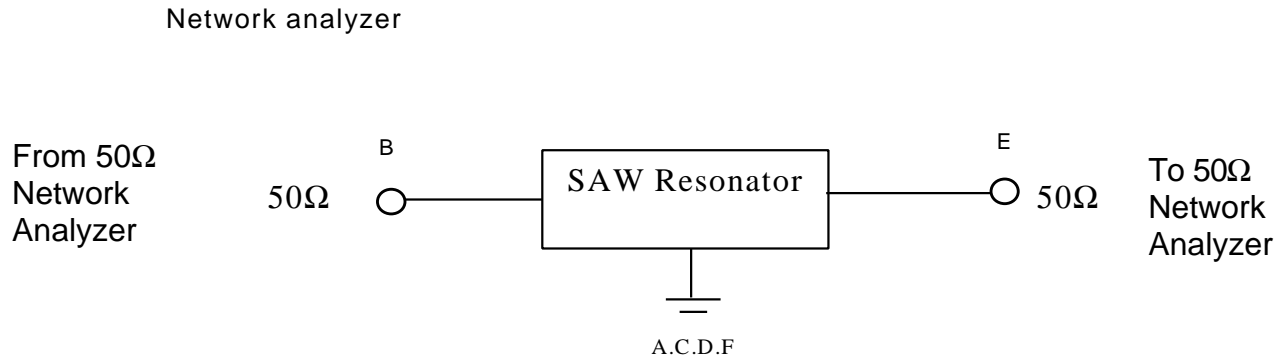 Network analyzer
From 50Ω
Network
Analyzer
50Ω
B
SAW Resonator
E
50Ω
To 50Ω
Network
Analyzer
A.C.D.F